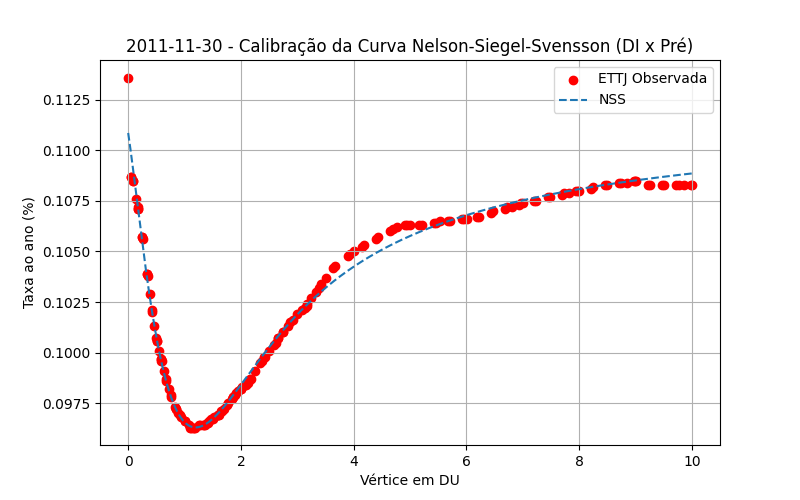 2011-11-30 - Calibração da Curva Nelson-Siegel-Svensson (DI x Pré)
ETTJ Observada
NSS
Taxa ao ano (%)
0.1125
0.1100
0.1075
0.1050
0.1025
0.1000
0.0975
0 2 4 6 8 10
Vértice em DU